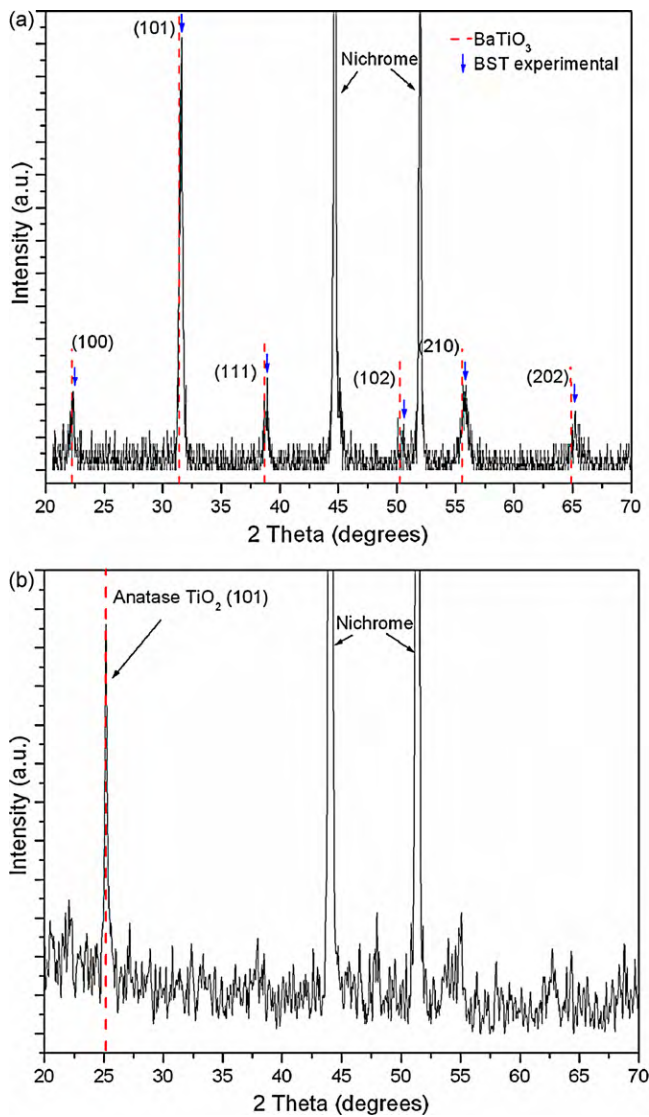 (a)
(101)
Nichrome
BaTiO₃
BST experimental
(100)
(111)
(102)
(210)
(202)
Intensity (a.u.)
20 25 30 35 40 45 50 55 60 65 70
2 Theta (degrees)
(b)
Anatase TiO₂ (101)
Nichrome
Intensity (a.u.)
20 25 30 35 40 45 50 55 60 65 70
2 Theta (degrees)